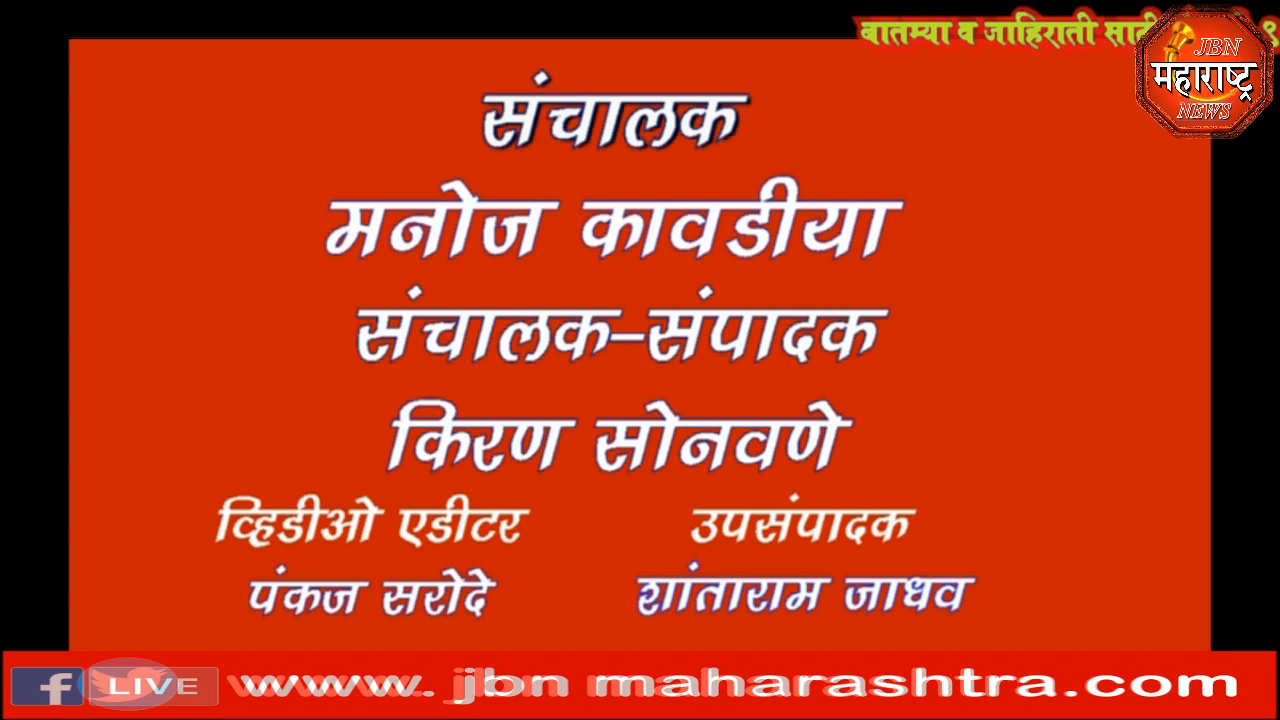 बातम्या व जाहिराती
JBN
महाराष्ट्र
NEWS
संचालक
मनोज कावडीया
संचालक-संपादक
किरण सोनवणे
व्हिडीओ एडीटर
उपसंपादक
पंकज सरोदे
शांताराम जाधव
f LIVE www. jbn maharashtra.com